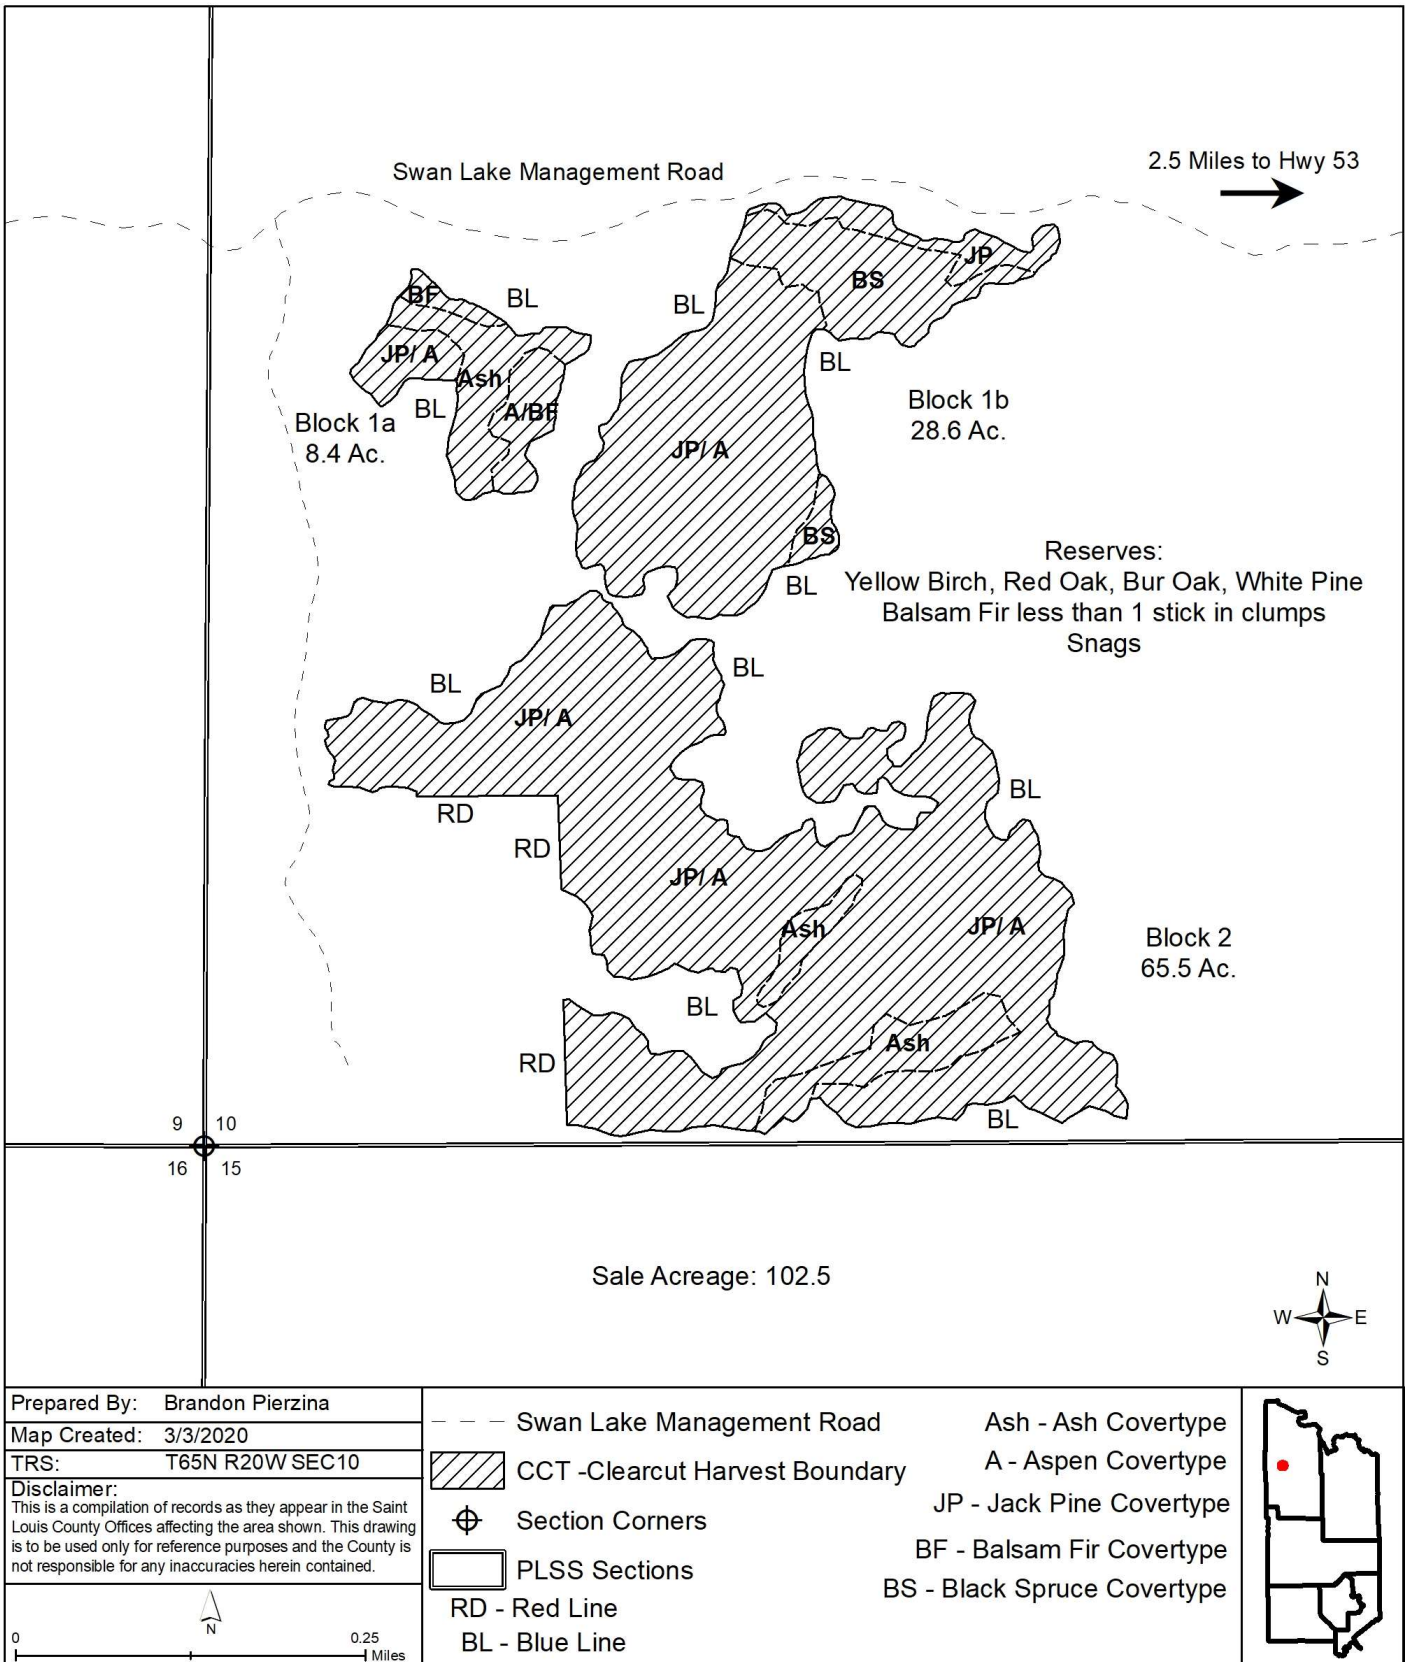 Swan Lake Management Road
2.5 Miles to Hwy 53
BF
BL
JP/ A
Ash
A/BF
BL
Block 1a
8.4 Ac.
BL
BS
JP
BL
JP/ A
BS
BL
Block 1b
28.6 Ac.
Reserves:
Yellow Birch, Red Oak, Bur Oak, White Pine
Balsam Fir less than 1 stick in clumps
Snags
BL
JP/ A
BL
RD
RD
BL
JP/ A
Ash
JP/ A
Block 2
65.5 Ac.
BL
RD
Ash
BL
9 10
16 15
Sale Acreage: 102.5
N
W E
S
Prepared By: Brandon Pierzina
Map Created: 3/3/2020
TRS: T65N R20W SEC10
Disclaimer:
This is a compilation of records as they appear in the Saint
Louis County Offices affecting the area shown. This drawing
is to be used only for reference purposes and the County is
not responsible for any inaccuracies herein contained.
N
0 0.25
Miles
Swan Lake Management Road
CCT -Clearcut Harvest Boundary
Section Corners
PLSS Sections
RD - Red Line
BL - Blue Line
Ash - Ash Covertype
A - Aspen Covertype
JP - Jack Pine Covertype
BF - Balsam Fir Covertype
BS - Black Spruce Covertype